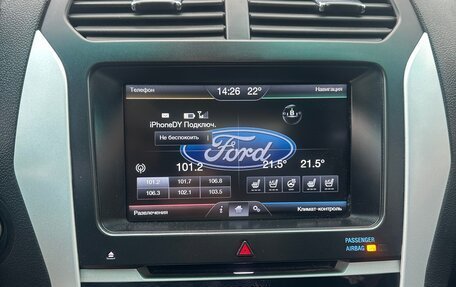 Телефон
14:26 22°
Навигация
iPhoneDY Подключ.
Не беспокоить
Ford
101.2
21.5° 21.5°
101.2 101.7 106.8
106.3 102.1 103.5
Развлечения
i
Климат-контроль
PASSENGER
AIRBAG